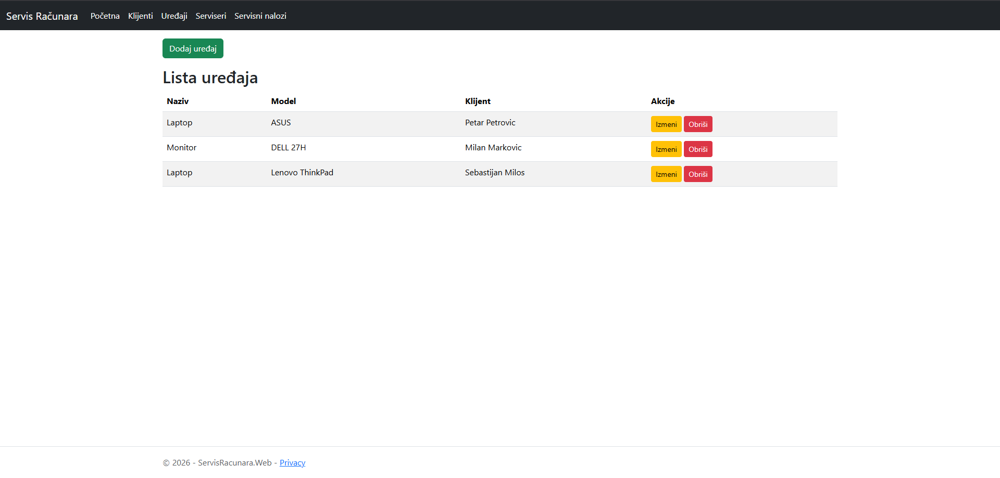 Servis Računara Početna Klijenti Uređaji Serviseri Servisni nalozi
Dodaj uređaj
Lista uređaja
Naziv Model Klijent Akcije
Laptop ASUS Petar Petrovic Izmeni Obriši
Monitor DELL 27H Milan Markovic Izmeni Obriši
Laptop Lenovo ThinkPad Sebastijan Milos Izmeni Obriši
© 2026 - ServisRacunara.Web - Privacy